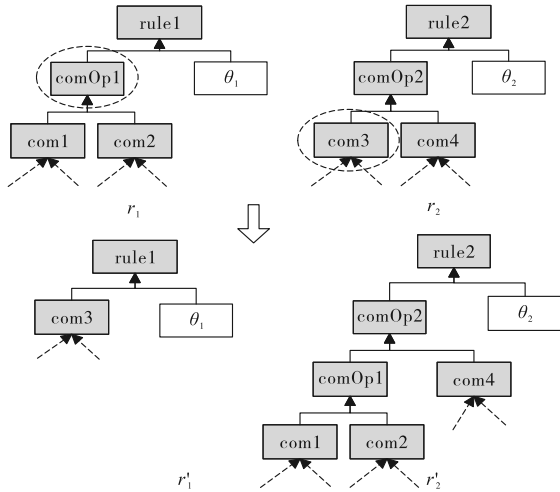 rule1
rule2
comOp1
θ1
comOp2
θ2
com1
com2
com3
com4
r1
r2
rule1
rule2
com3
θ1
comOp2
θ2
comOp1
com4
com1
com2
r'1
r'2